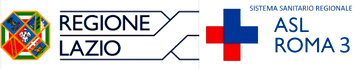 REGIONE
LAZIO
SISTEMA SANITARIO REGIONALE
ASL
ROMA 3